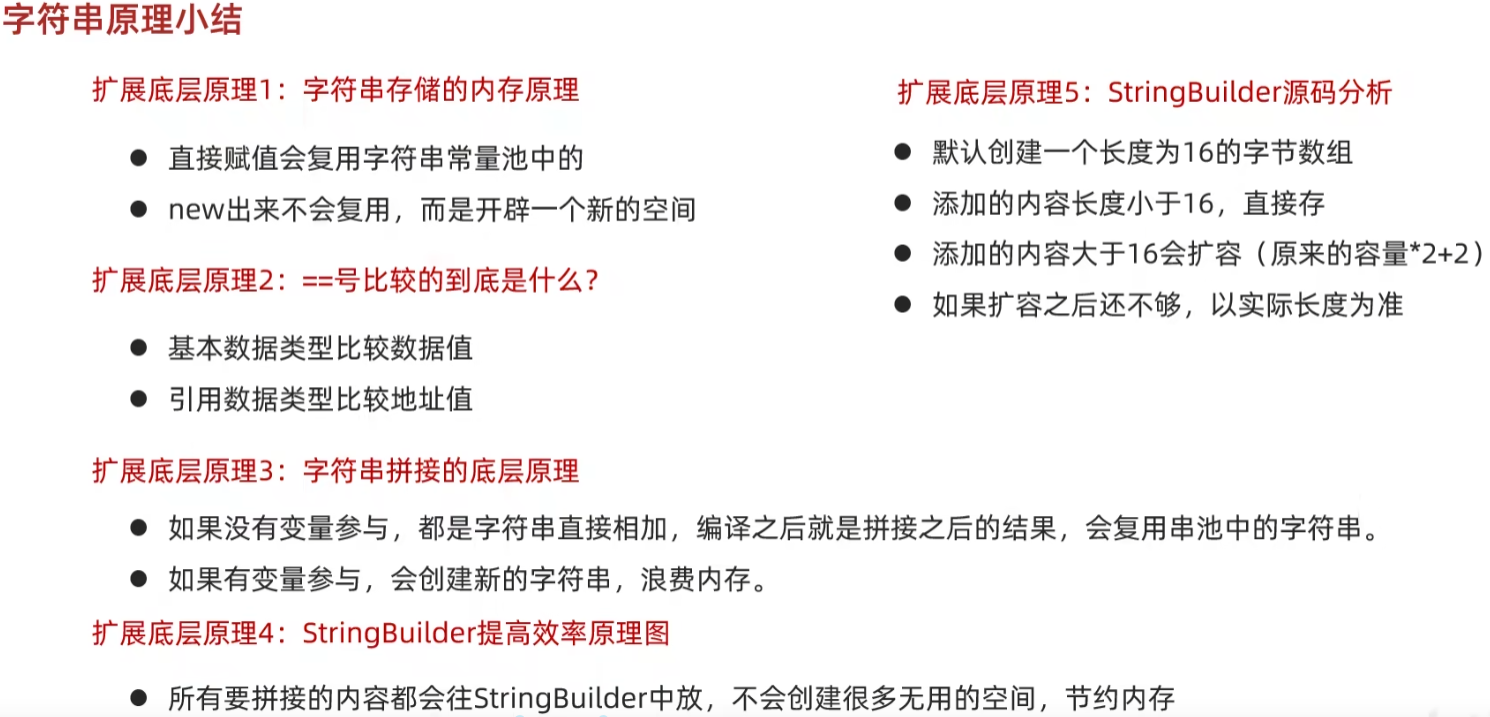 字符串原理小结
扩展底层原理1：字符串存储的内存原理
直接赋值会复用字符串常量池中的
new出来不会复用，而是开辟一个新的空间
扩展底层原理2：==号比较的到底是什么？
基本数据类型比较数据值
引用数据类型比较地址值
扩展底层原理3：字符串拼接的底层原理
如果没有变量参与，都是字符串直接相加，编译之后就是拼接之后的结果，会复用串池中的字符串。
如果有变量参与，会创建新的字符串，浪费内存。
扩展底层原理4：StringBuilder提高效率原理图
所有要拼接的内容都会往StringBuilder中放，不会创建很多无用的空间，节约内存
扩展底层原理5：StringBuilder源码分析
默认创建一个长度为16的字节数组
添加的内容长度小于16，直接存
添加的内容大于16会扩容（原来的容量*2+2）
如果扩容之后还不够，以实际长度为准